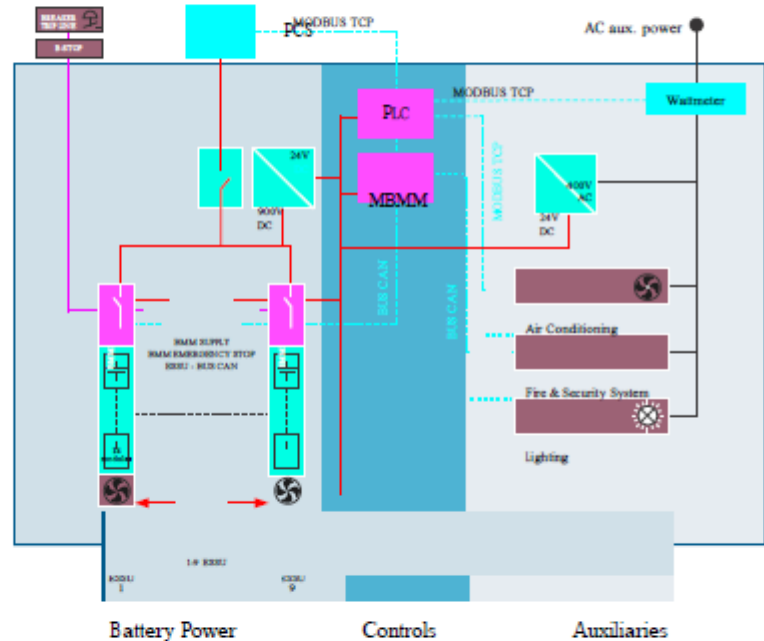 BREAKER
TRIP LINE
E-STOP
MODBUS TCP
PCS
AC aux. power
MODBUS TCP
Wattmeter
PLC
24V
MBMM
MODBUS TCP
400V
AC
900V
DC
24V
DC
BUS CAN
BUS CAN
BMM SUPPLY
BMM EMERGENCY STOP
ESSU - BUS CAN
Air Conditioning
Fire & Security System
Lighting
1-9 ESSU
ESSU
1
ESSU
9
Battery Power
Controls
Auxiliaries